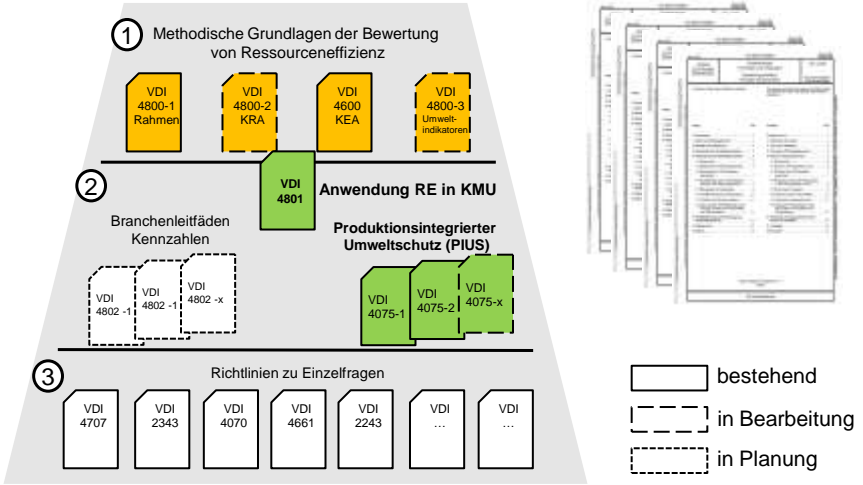 1
Methodische Grundlagen der Bewertung
von Ressourceneffizienz
VDI
4800-1
Rahmen
VDI
4800-2
KRA
VDI
4600
KEA
VDI
4800-3
Umwelt-
indikatoren
2
VDI
4801
Anwendung RE in KMU
Branchenleitfäden
Kennzahlen
Produktionsintegrierter
Umweltschutz (PIUS)
VDI
4802 -1
VDI
4802 -1
VDI
4802 -x
VDI
4075-1
VDI
4075-2
VDI
4075-x
3
Richtlinien zu Einzelfragen
VDI
4707
VDI
2343
VDI
4070
VDI
4661
VDI
2243
VDI
...
VDI
...
bestehend
in Bearbeitung
in Planung